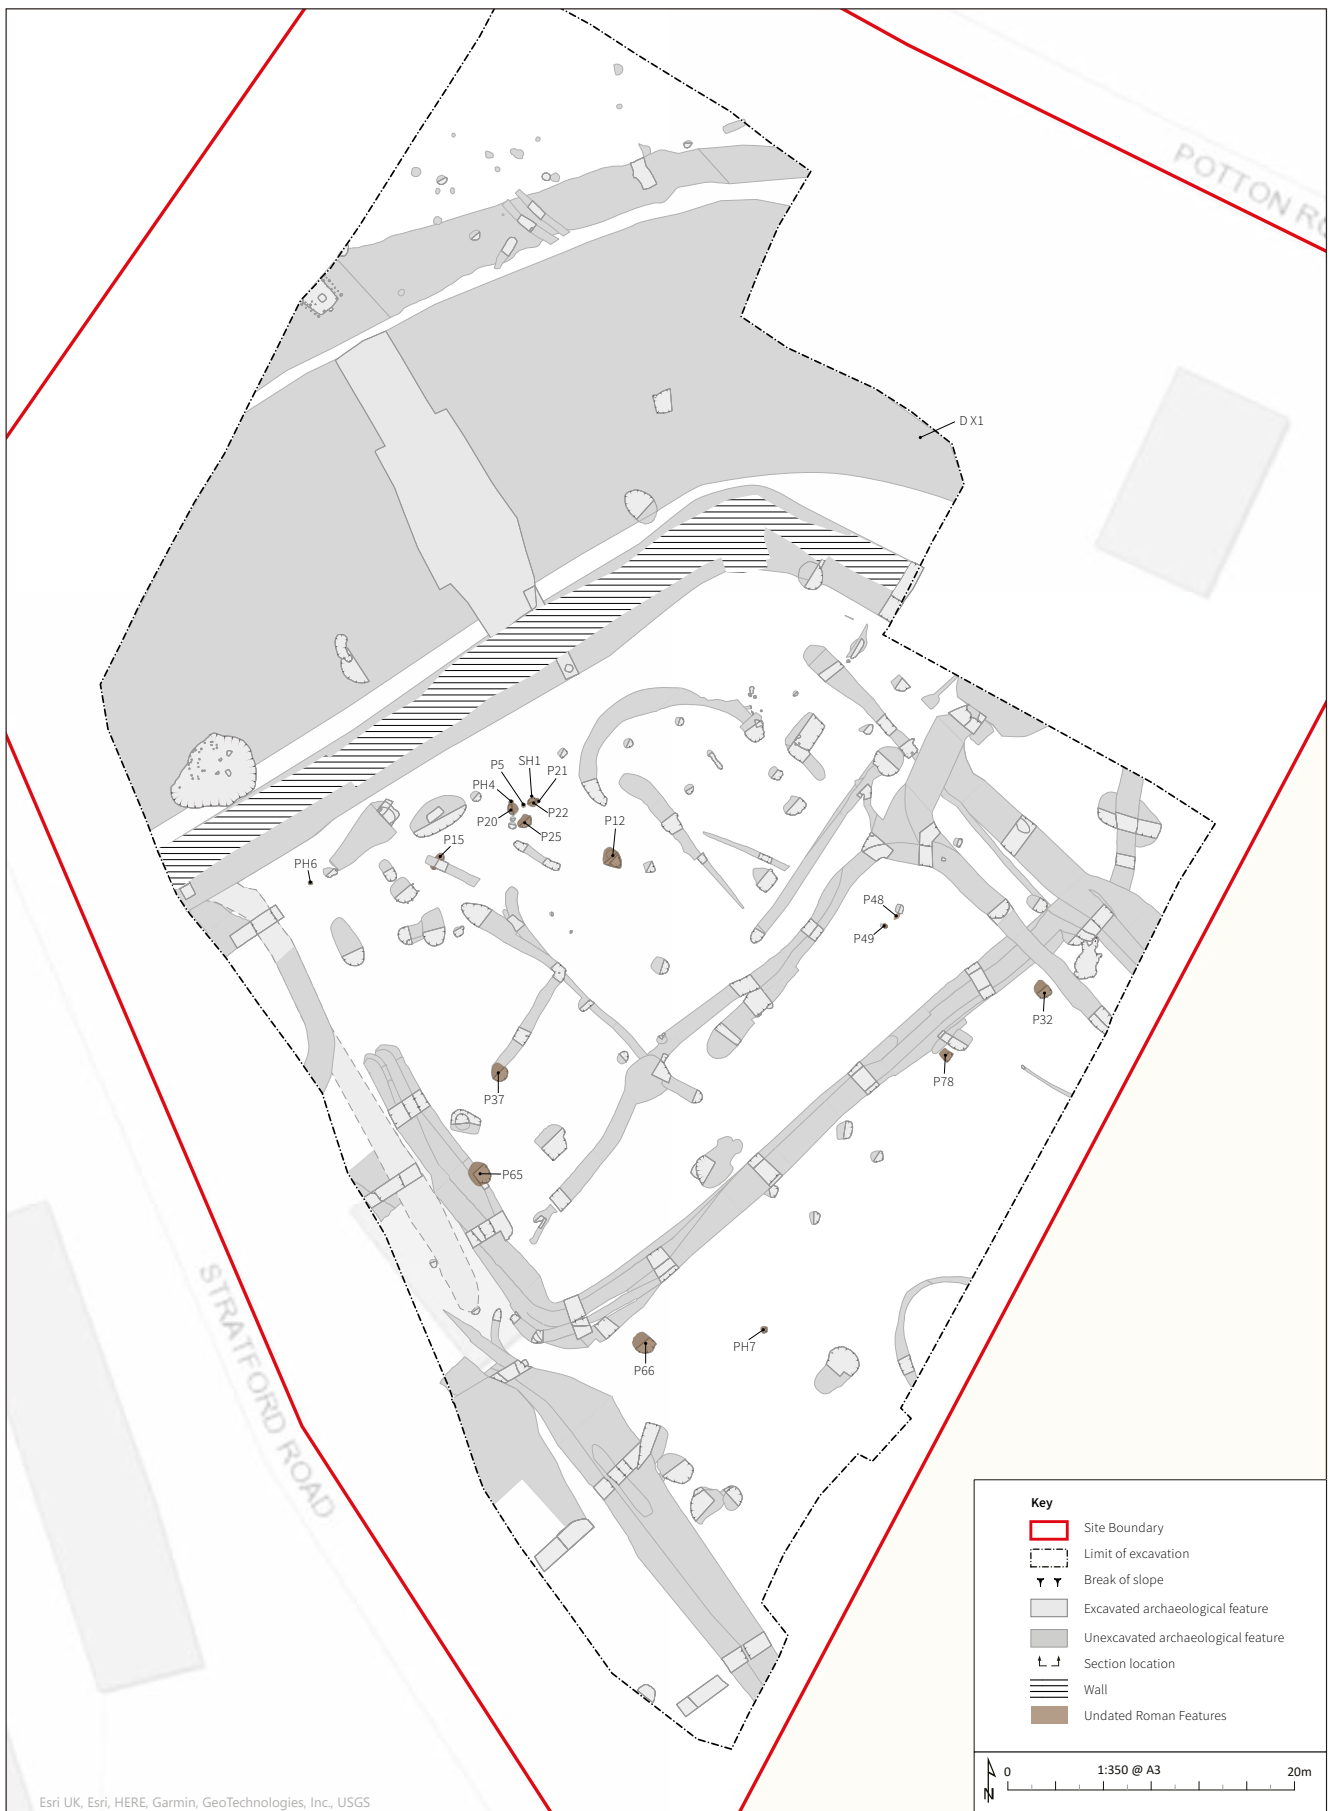 POTTON RO
D X1
SH1
P5
P21
PH4
P22
P20
P25
P12
P15
PH6
P48
P49
P32
P78
P37
P65
PH7
P66
STRATFORD ROAD
Key
Site Boundary
Limit of excavation
Break of slope
Excavated archaeological feature
Unexcavated archaeological feature
Section location
Wall
Undated Roman Features
N
0
1:350 @ A3
20m
Esri UK, Esri, HERE, Garmin, GeoTechnologies, Inc., USGS